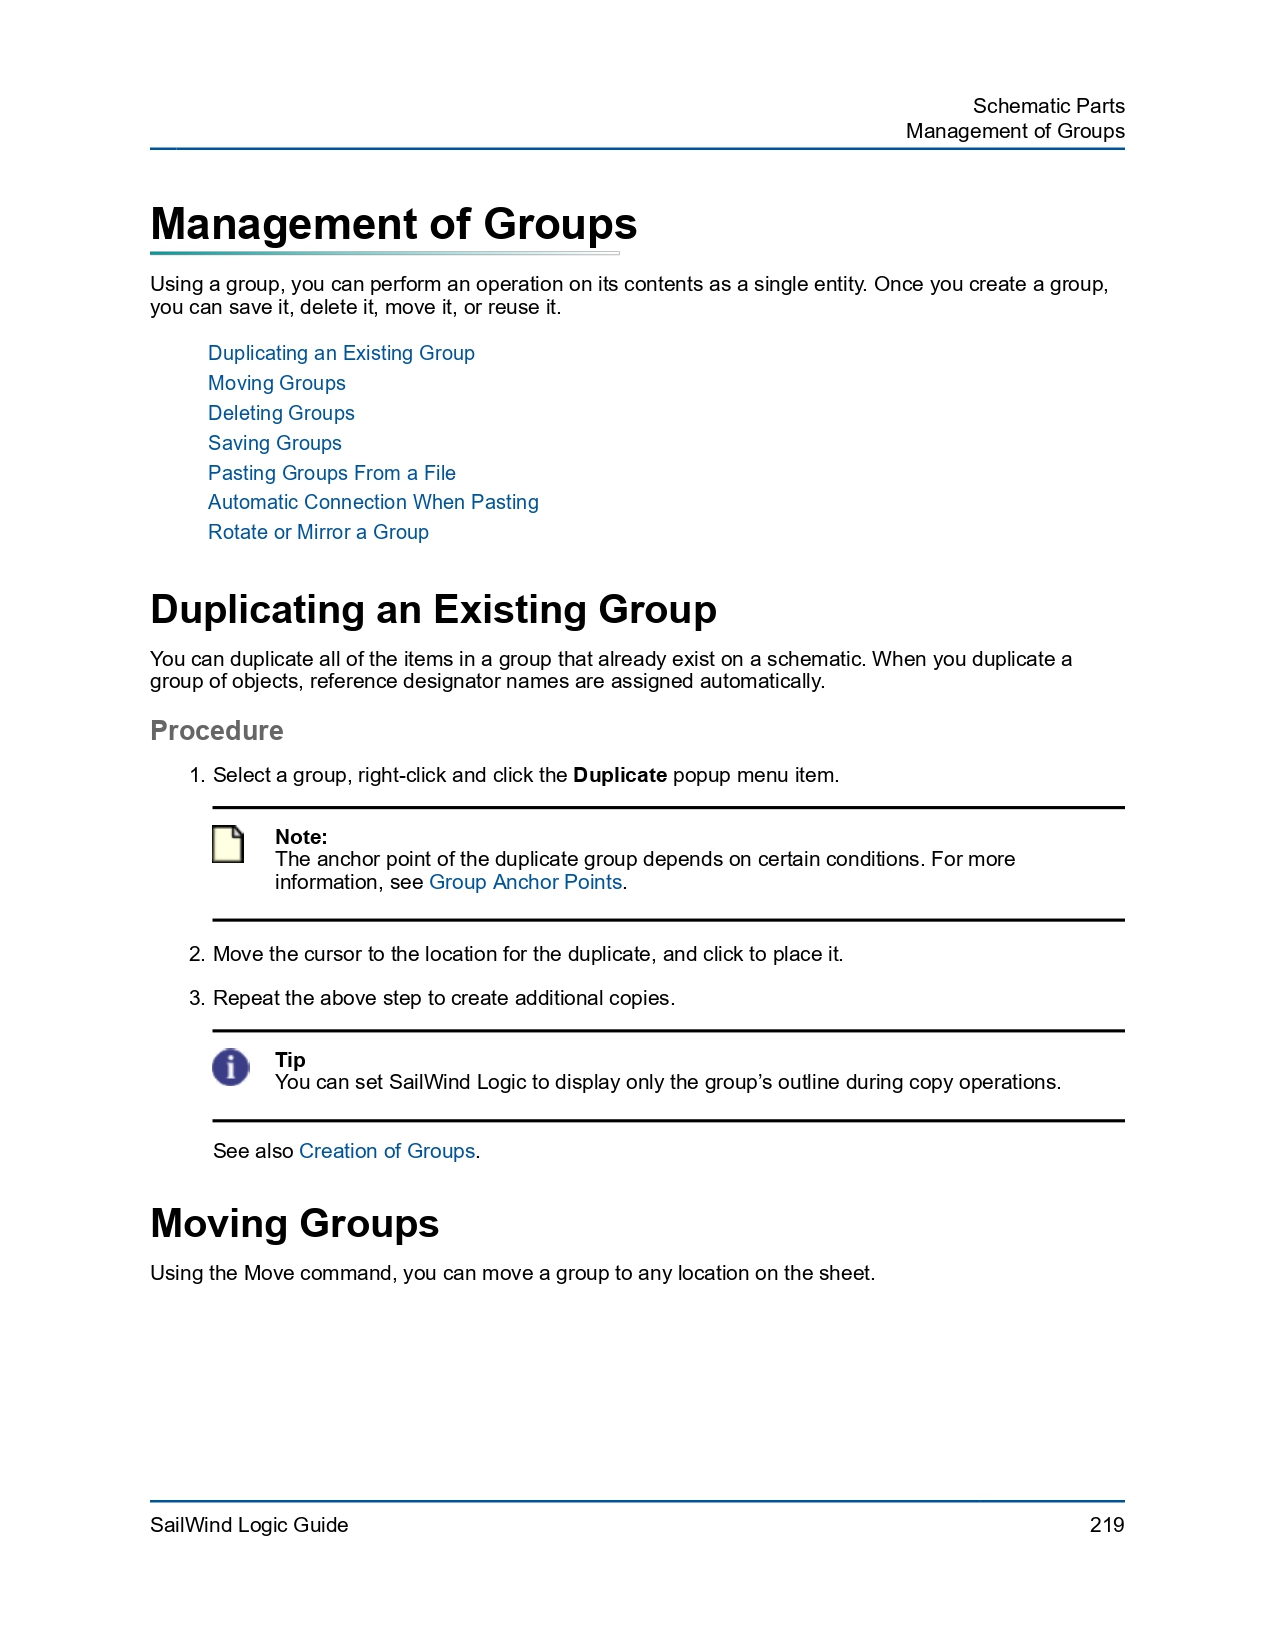 Schematic Parts
Management of Groups
Management of Groups
Using a group, you can perform an operation on its contents as a single entity. Once you create a group,
you can save it, delete it, move it, or reuse it.
Duplicating an Existing Group
Moving Groups
Deleting Groups
Saving Groups
Pasting Groups From a File
Automatic Connection When Pasting
Rotate or Mirror a Group
Duplicating an Existing Group
You can duplicate all of the items in a group that already exist on a schematic. When you duplicate a
group of objects, reference designator names are assigned automatically.
Procedure
1. Select a group, right-click and click the Duplicate popup menu item.
Note:
The anchor point of the duplicate group depends on certain conditions. For more
information, see Group Anchor Points.
2. Move the cursor to the location for the duplicate, and click to place it.
3. Repeat the above step to create additional copies.
Tip
You can set SailWind Logic to display only the group’s outline during copy operations.
See also Creation of Groups.
Moving Groups
Using the Move command, you can move a group to any location on the sheet.
SailWind Logic Guide 219